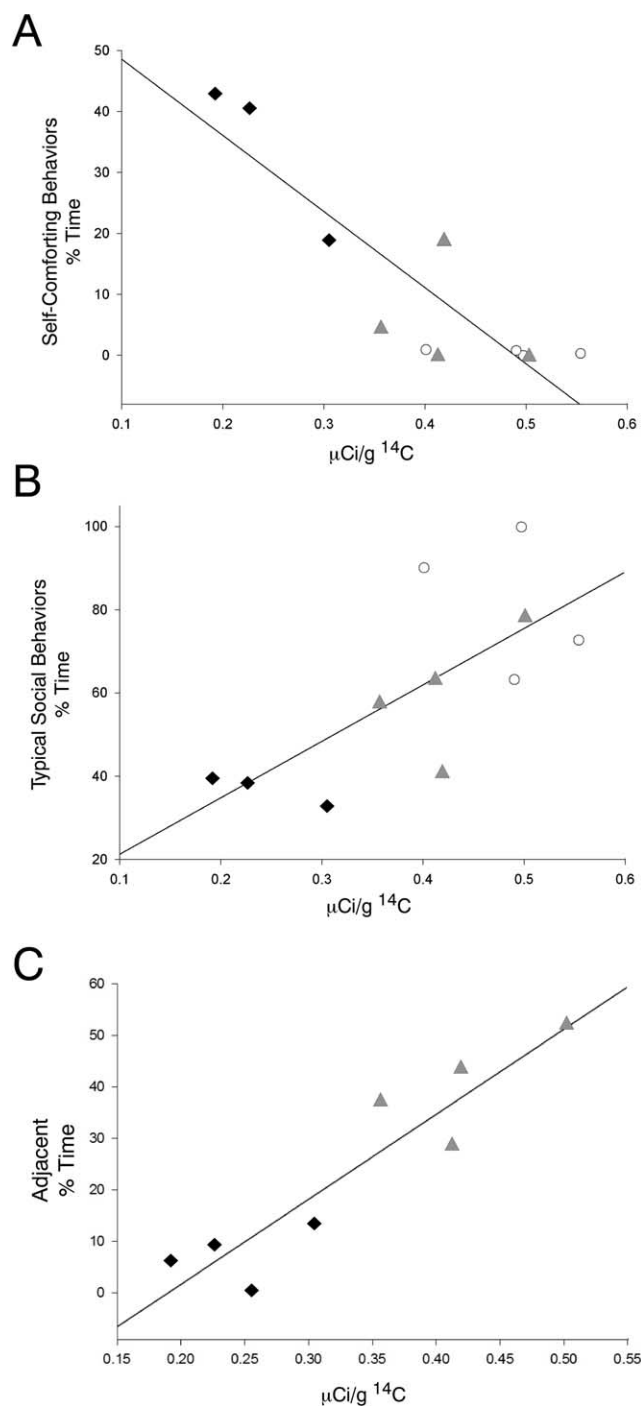 A
50
40
30
20
10
0
Self-Comforting Behaviors
% Time
0.1 0.2 0.3 0.4 0.5 0.6
μCi/g ¹⁴C
B
100
80
60
40
20
Typical Social Behaviors
% Time
0.1 0.2 0.3 0.4 0.5 0.6
μCi/g ¹⁴C
C
60
50
40
30
20
10
0
Adjacent
% Time
0.15 0.20 0.25 0.30 0.35 0.40 0.45 0.50 0.55
μCi/g ¹⁴C